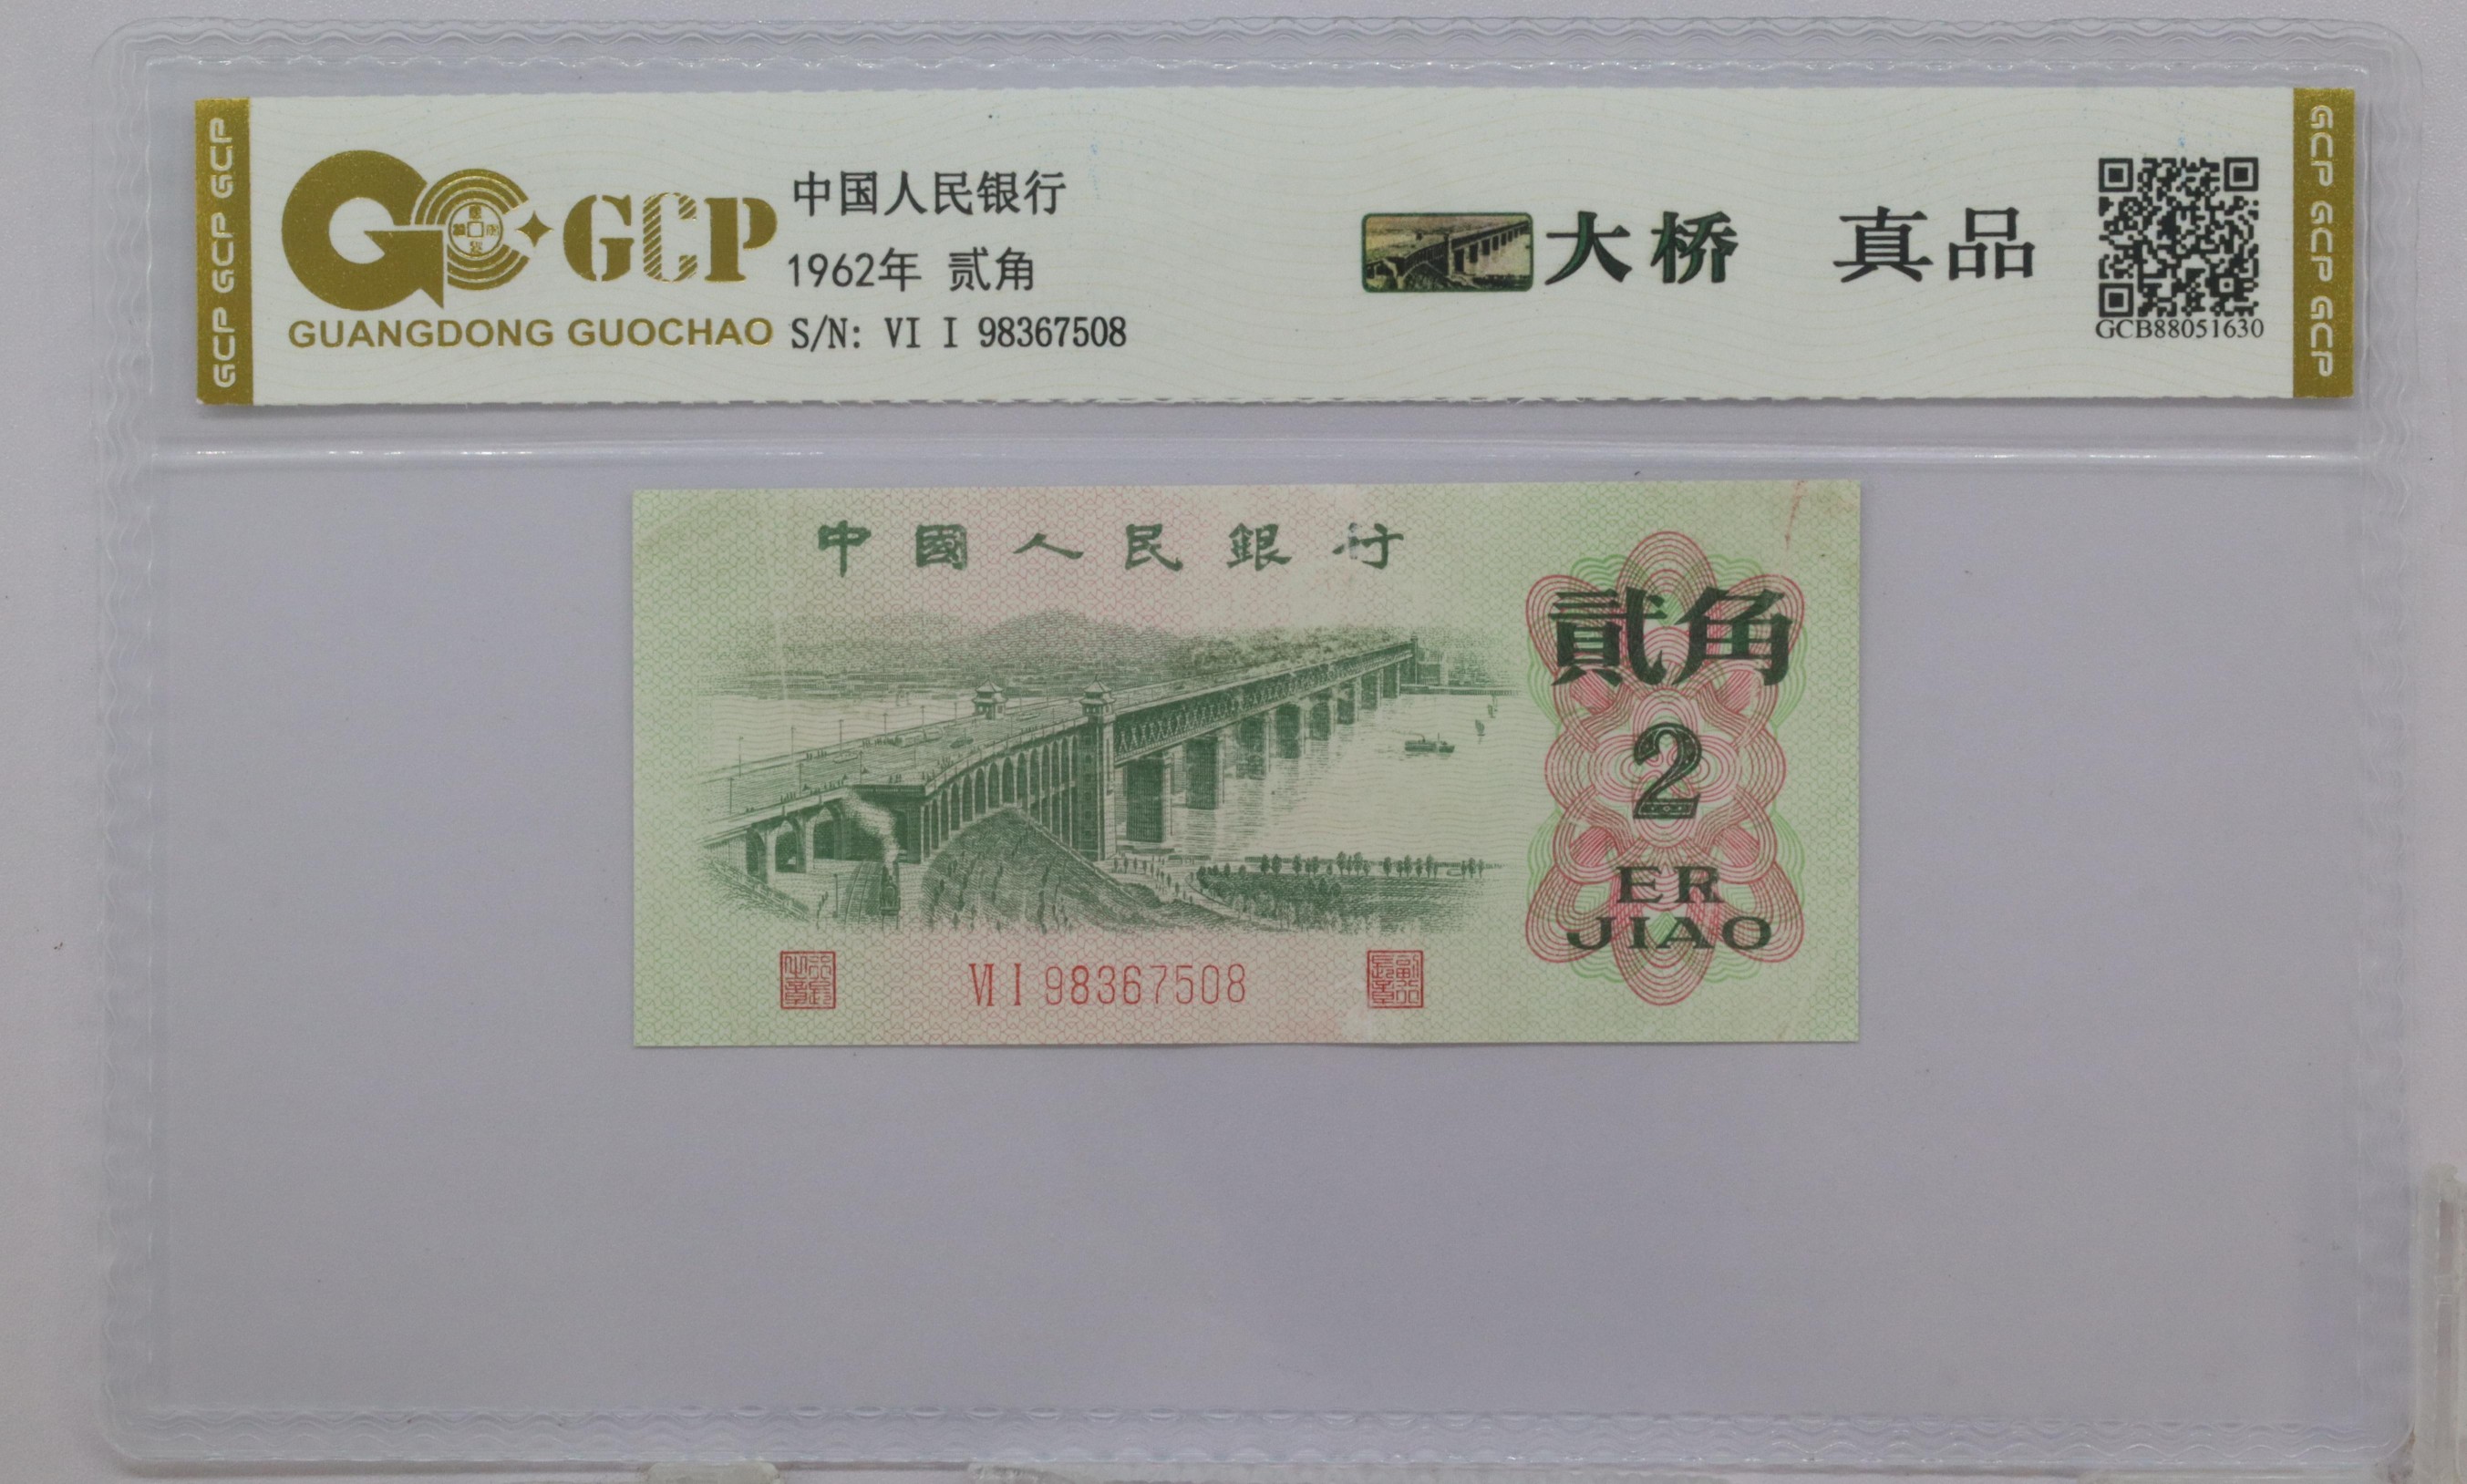 GCP GCP GCP
GCP
GUANGDONG GUOCHAO
中国人民银行
1962年 贰角
S/N: VI I 98367508
大桥 真品
GCB88051630
GCP GCP GCP
中國人民銀行
貳角
2
ER
JIAO
VI I 98367508